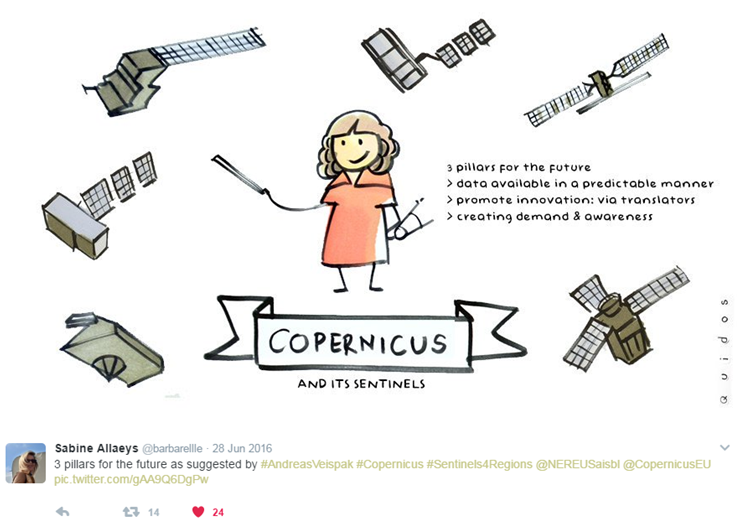 3 pillars for the future
> data available in a predictable manner
> promote innovation: via translators
> creating demand & awareness
COPERNICUS
AND ITS SENTINELS
Quidos
Sabine Allaeys @barbarellle · 28 Jun 2016
3 pillars for the future as suggested by #AndreasVeispak #Copernicus #Sentinels4Regions @NEREUSaisbl @CopernicusEU
pic.twitter.com/gAA9Q6DgPw
14
24